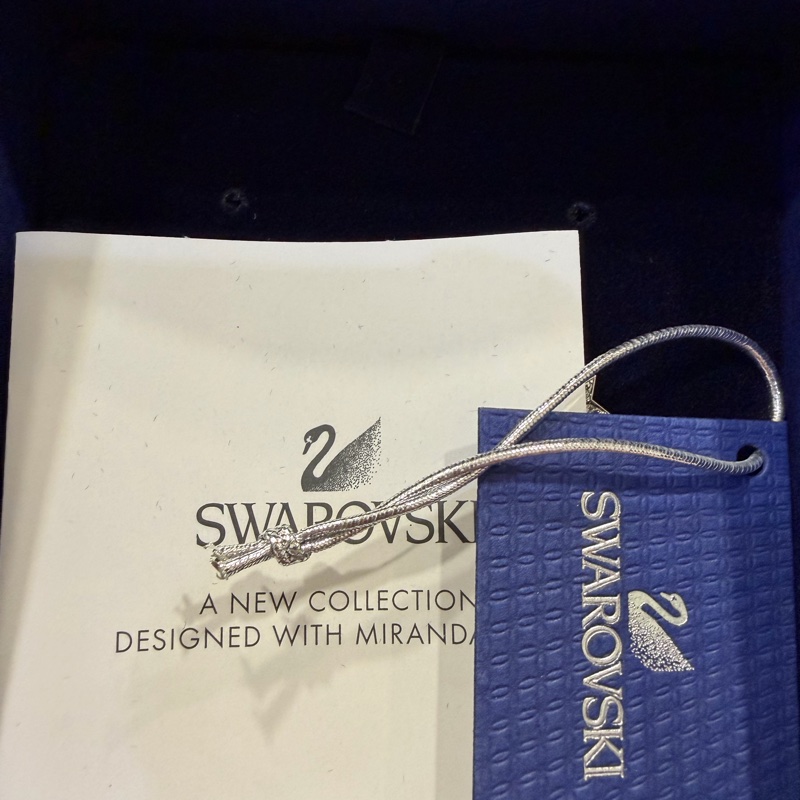 SWAROVSKI
A NEW COLLECTION
DESIGNED WITH MIRANDA
SWAROVSKI